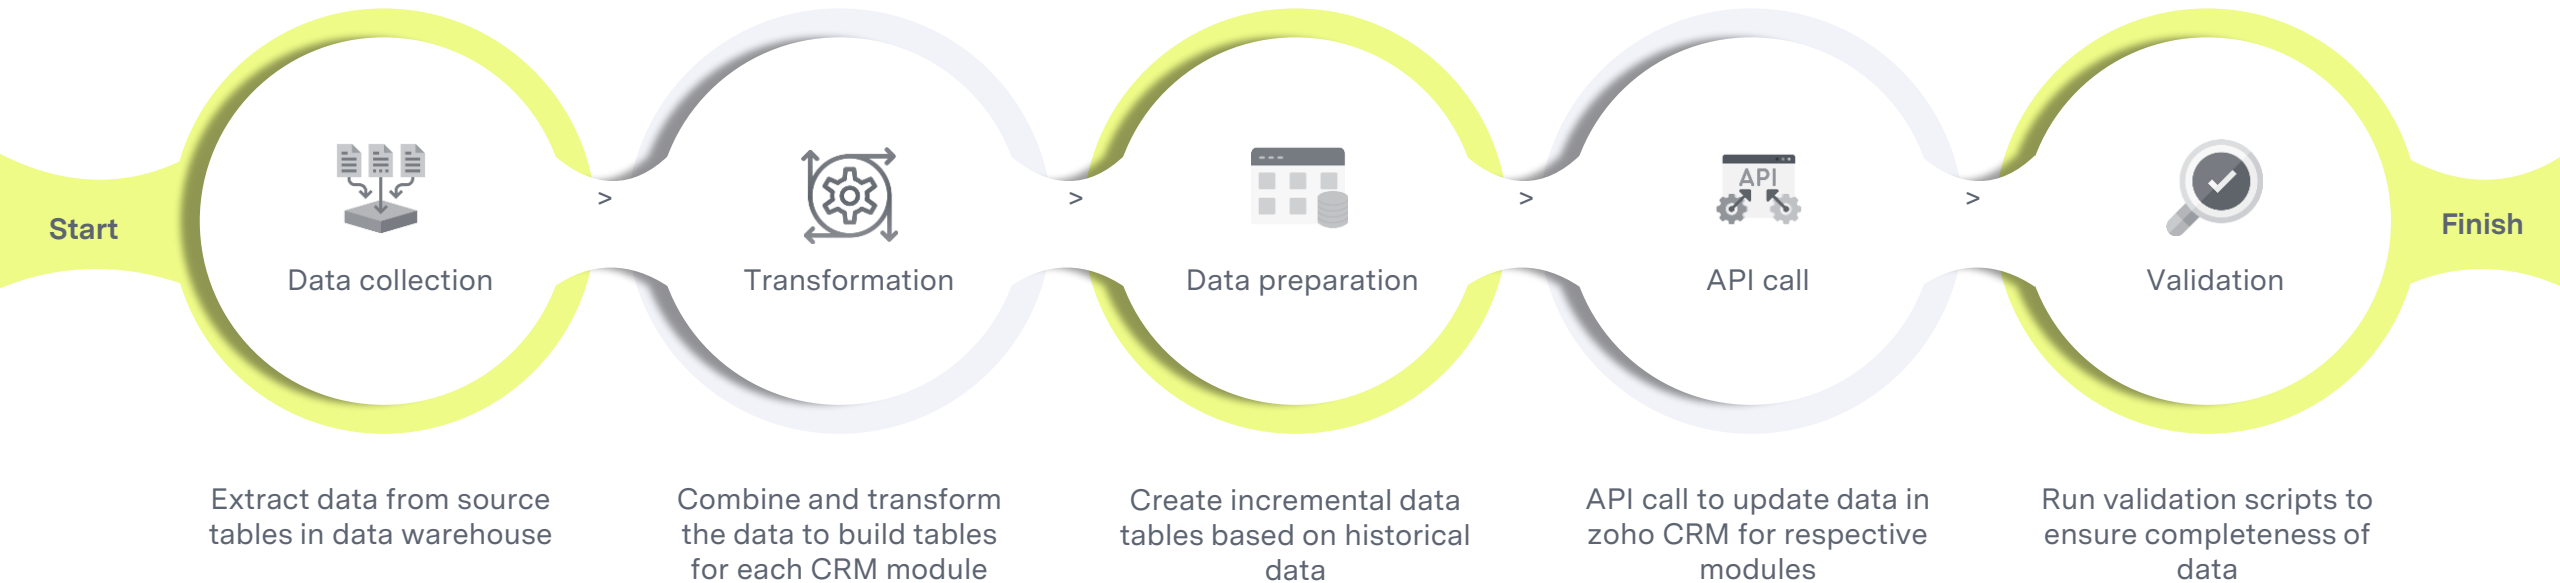 Start
Data collection
>
Transformation
>
Data preparation
>
API
API call
>
Validation
Finish
Extract data from source
tables in data warehouse
Combine and transform
the data to build tables
for each CRM module
Create incremental data
tables based on historical
data
API call to update data in
zoho CRM for respective
modules
Run validation scripts to
ensure completeness of
data